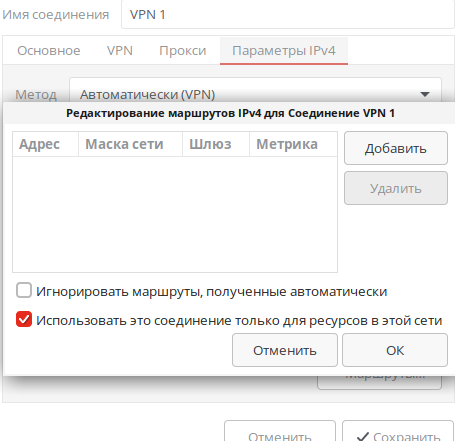 Имя соединения VPN 1
Основное VPN Прокси Параметры IPv4
Метод Автоматически (VPN)
Редактирование маршрутов IPv4 для Соединение VPN 1
Адрес Маска сети Шлюз Метрика
Добавить
Удалить
Игнорировать маршруты, полученные автоматически
Использовать это соединение только для ресурсов в этой сети
Отменить ОК
Маршруты...
Отменить Сохранить